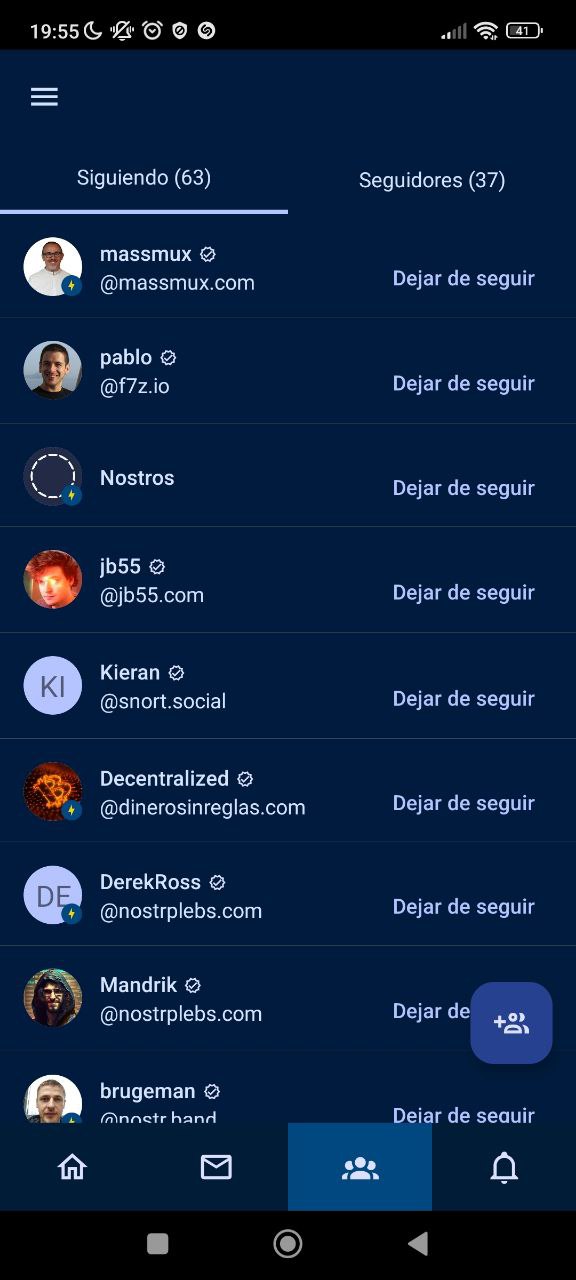 19:55
41
Siguiendo (63)
Seguidores (37)
massmux
@massmux.com
Dejar de seguir
pablo
@f7z.io
Dejar de seguir
Nostros
Dejar de seguir
jb55
@jb55.com
Dejar de seguir
KI
Kieran
@snort.social
Dejar de seguir
Decentralized
@dinerosinreglas.com
Dejar de seguir
DE
DerekRoss
@nostrplebs.com
Dejar de seguir
Mandrik
@nostrplebs.com
Dejar de
brugeman
@nostr.band
Dejar de seguir